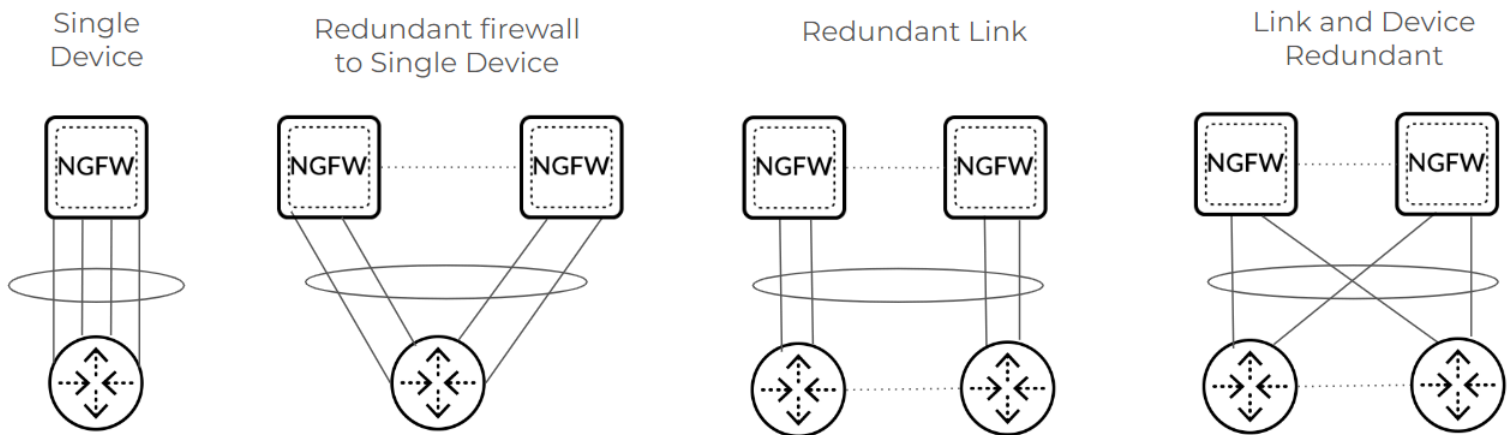 Single
Device
Redundant firewall
to Single Device
Redundant Link
Link and Device
Redundant
NGFW
NGFW
NGFW
NGFW
NGFW
NGFW
NGFW